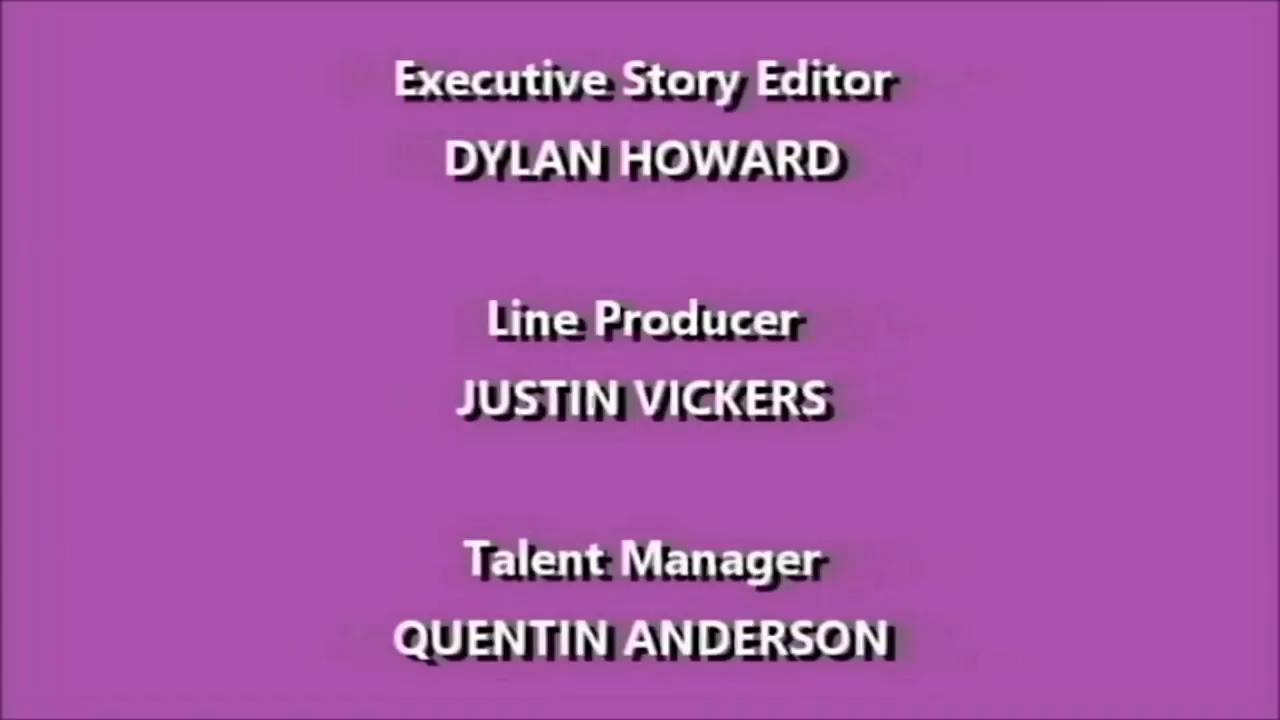 Executive Story Editor
DYLAN HOWARD
Line Producer
JUSTIN VICKERS
Talent Manager
QUENTIN ANDERSON